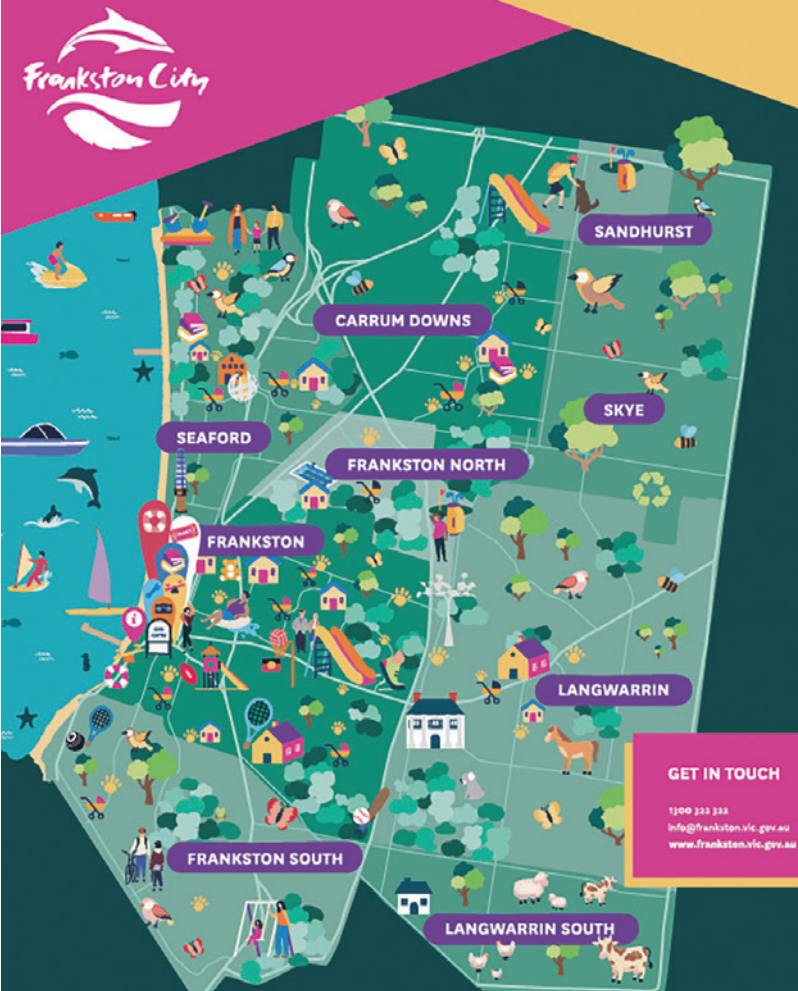 Frankston City
SANDHURST
CARRUM DOWNS
SKYE
SEAFORD
FRANKSTON NORTH
FRANKSTON
i
LANGWARRIN
GET IN TOUCH
1300 322 322
info@frankston.vic.gov.au
www.frankston.vic.gov.au
FRANKSTON SOUTH
LANGWARRIN SOUTH